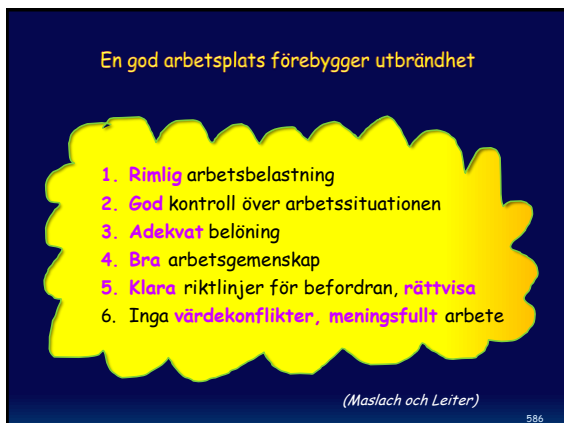 En god arbetsplats förebygger utbrändhet
1. Rimlig arbetsbelastning
2. God kontroll över arbetssituationen
3. Adekvat belöning
4. Bra arbetsgemenskap
5. Klara riktlinjer för befordran, rättvisa
6. Inga värdekonflikter, meningsfullt arbete
(Maslach och Leiter)
586